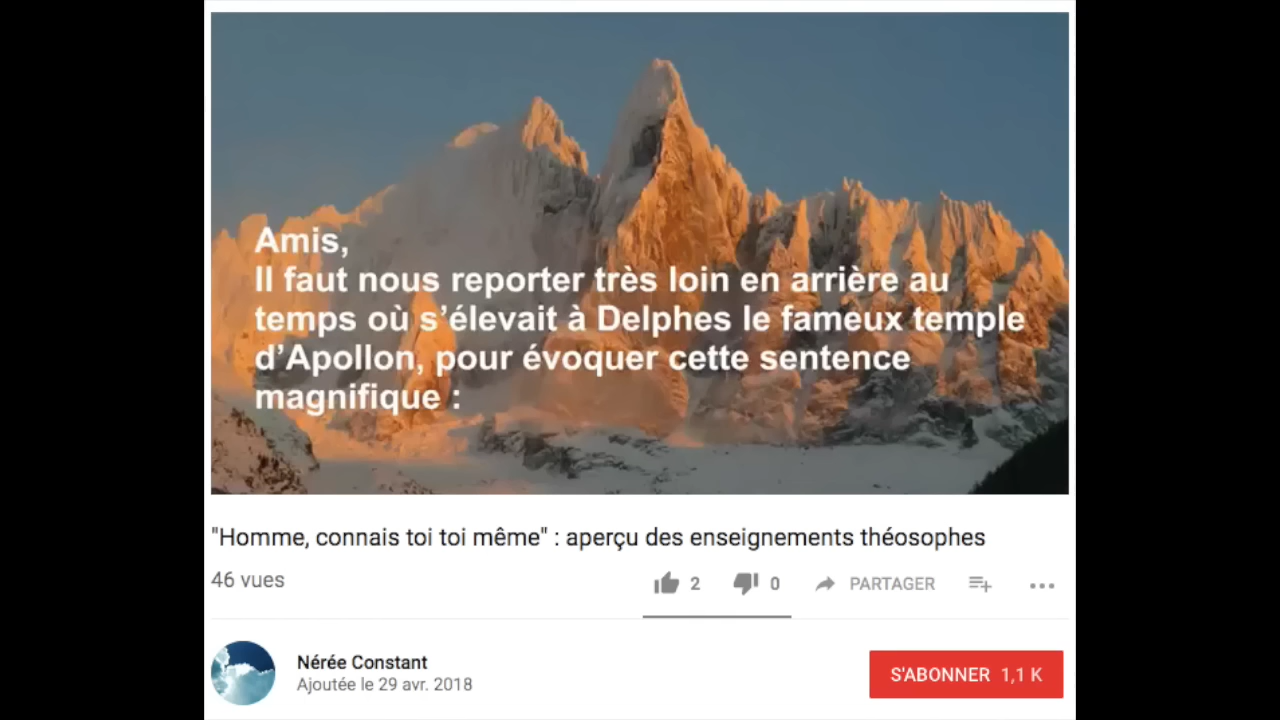 Amis,
Il faut nous reporter très loin en arrière au
temps où s’élevait à Delphes le fameux temple
d’Apollon, pour évoquer cette sentence
magnifique :
"Homme, connais toi toi même" : aperçu des enseignements théosophes
46 vues
2 0 PARTAGER
Nérée Constant
S'ABONNER 1,1 K
Ajoutée le 29 avr. 2018